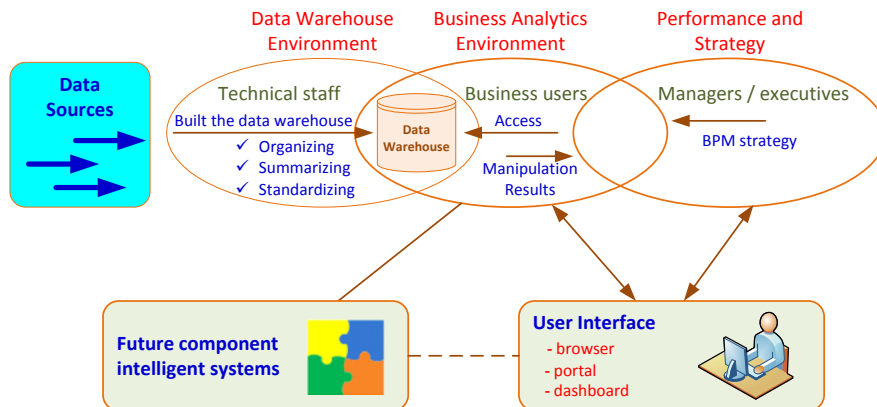 Data Warehouse
Environment
Business Analytics
Environment
Performance and
Strategy
Data
Sources
Technical staff
Built the data warehouse
✓ Organizing
✓ Summarizing
✓ Standardizing
Data
Warehouse
Business users
Access
Manipulation
Results
Managers / executives
BPM strategy
Future component
intelligent systems
User Interface
- browser
- portal
- dashboard